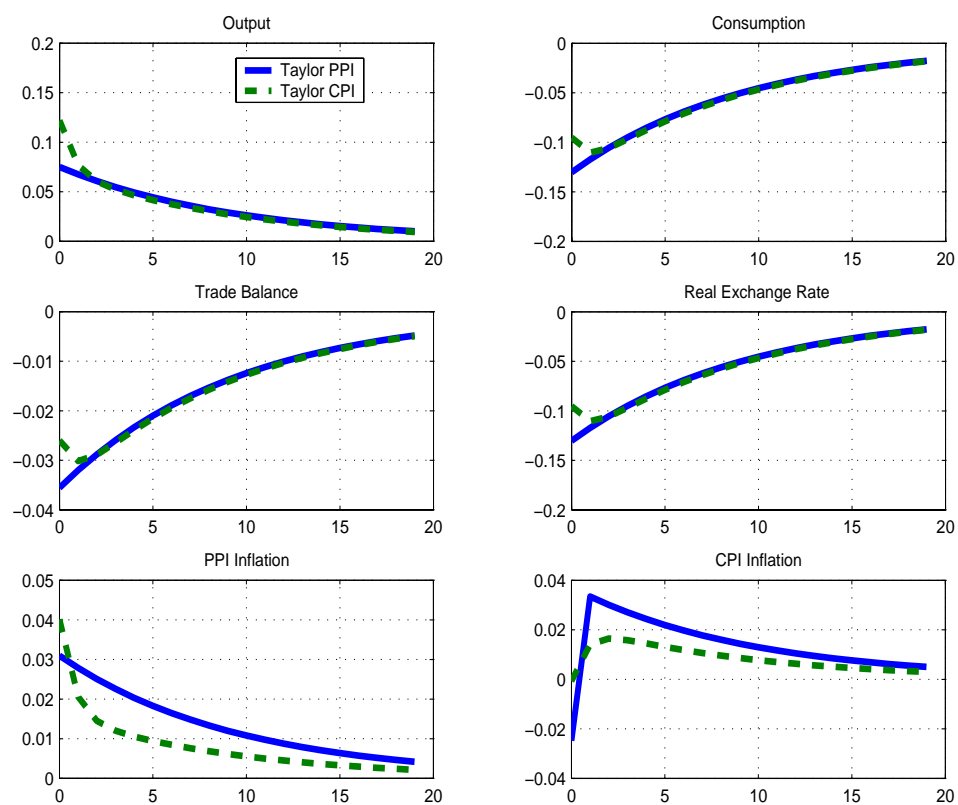 Output
0.2
0.15
0.1
0.05
0
0 5 10 15 20
Taylor PPI
Taylor CPI
Consumption
0
−0.05
−0.1
−0.15
−0.2
0 5 10 15 20
Trade Balance
0
−0.01
−0.02
−0.03
−0.04
0 5 10 15 20
Real Exchange Rate
0
−0.05
−0.1
−0.15
−0.2
0 5 10 15 20
PPI Inflation
0.05
0.04
0.03
0.02
0.01
0
0 5 10 15 20
CPI Inflation
0.04
0.02
0
−0.02
−0.04
0 5 10 15 20